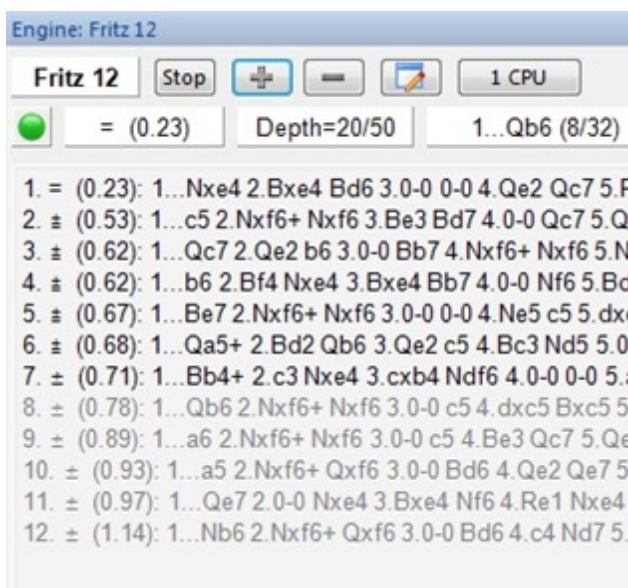 Engine: Fritz 12
Fritz 12 Stop 1 CPU
= (0.23) Depth=20/50 1...Qb6 (8/32)
1. = (0.23): 1...Nxe4 2.Bxe4 Bd6 3.0-0 0-0 4.Qe2 Qc7 5.
2. ⩲ (0.53): 1...c5 2.Nxf6+ Nxf6 3.Be3 Bd7 4.0-0 Qc7 5.Q
3. ⩲ (0.62): 1...Qc7 2.Qe2 b6 3.0-0 Bb7 4.Nxf6+ Nxf6 5.N
4. ⩲ (0.62): 1...b6 2.Bf4 Nxe4 3.Bxe4 Bb7 4.0-0 Nf6 5.Bd
5. ⩲ (0.67): 1...Be7 2.Nxf6+ Nxf6 3.0-0 0-0 4.Ne5 c5 5.dxc
6. ⩲ (0.68): 1...Qa5+ 2.Bd2 Qb6 3.Qe2 c5 4.Bc3 Nd5 5.0
7. ± (0.71): 1...Bb4+ 2.c3 Nxe4 3.cxb4 Ndf6 4.0-0 0-0 5.a
8. ± (0.78): 1...Qb6 2.Nxf6+ Nxf6 3.0-0 c5 4.dxc5 Bxc5 5
9. ± (0.89): 1...a6 2.Nxf6+ Nxf6 3.0-0 c5 4.Be3 Qc7 5.Qe
10. ± (0.93): 1...a5 2.Nxf6+ Qxf6 3.0-0 Bd6 4.Qe2 Qe7 5
11. ± (0.97): 1...Qe7 2.0-0 Nxe4 3.Bxe4 Nf6 4.Re1 Nxe4
12. ± (1.14): 1...Nb6 2.Nxf6+ Qxf6 3.0-0 Bd6 4.c4 Nd7 5.